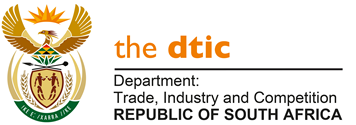 the dtic
Department:
Trade, Industry and Competition
REPUBLIC OF SOUTH AFRICA